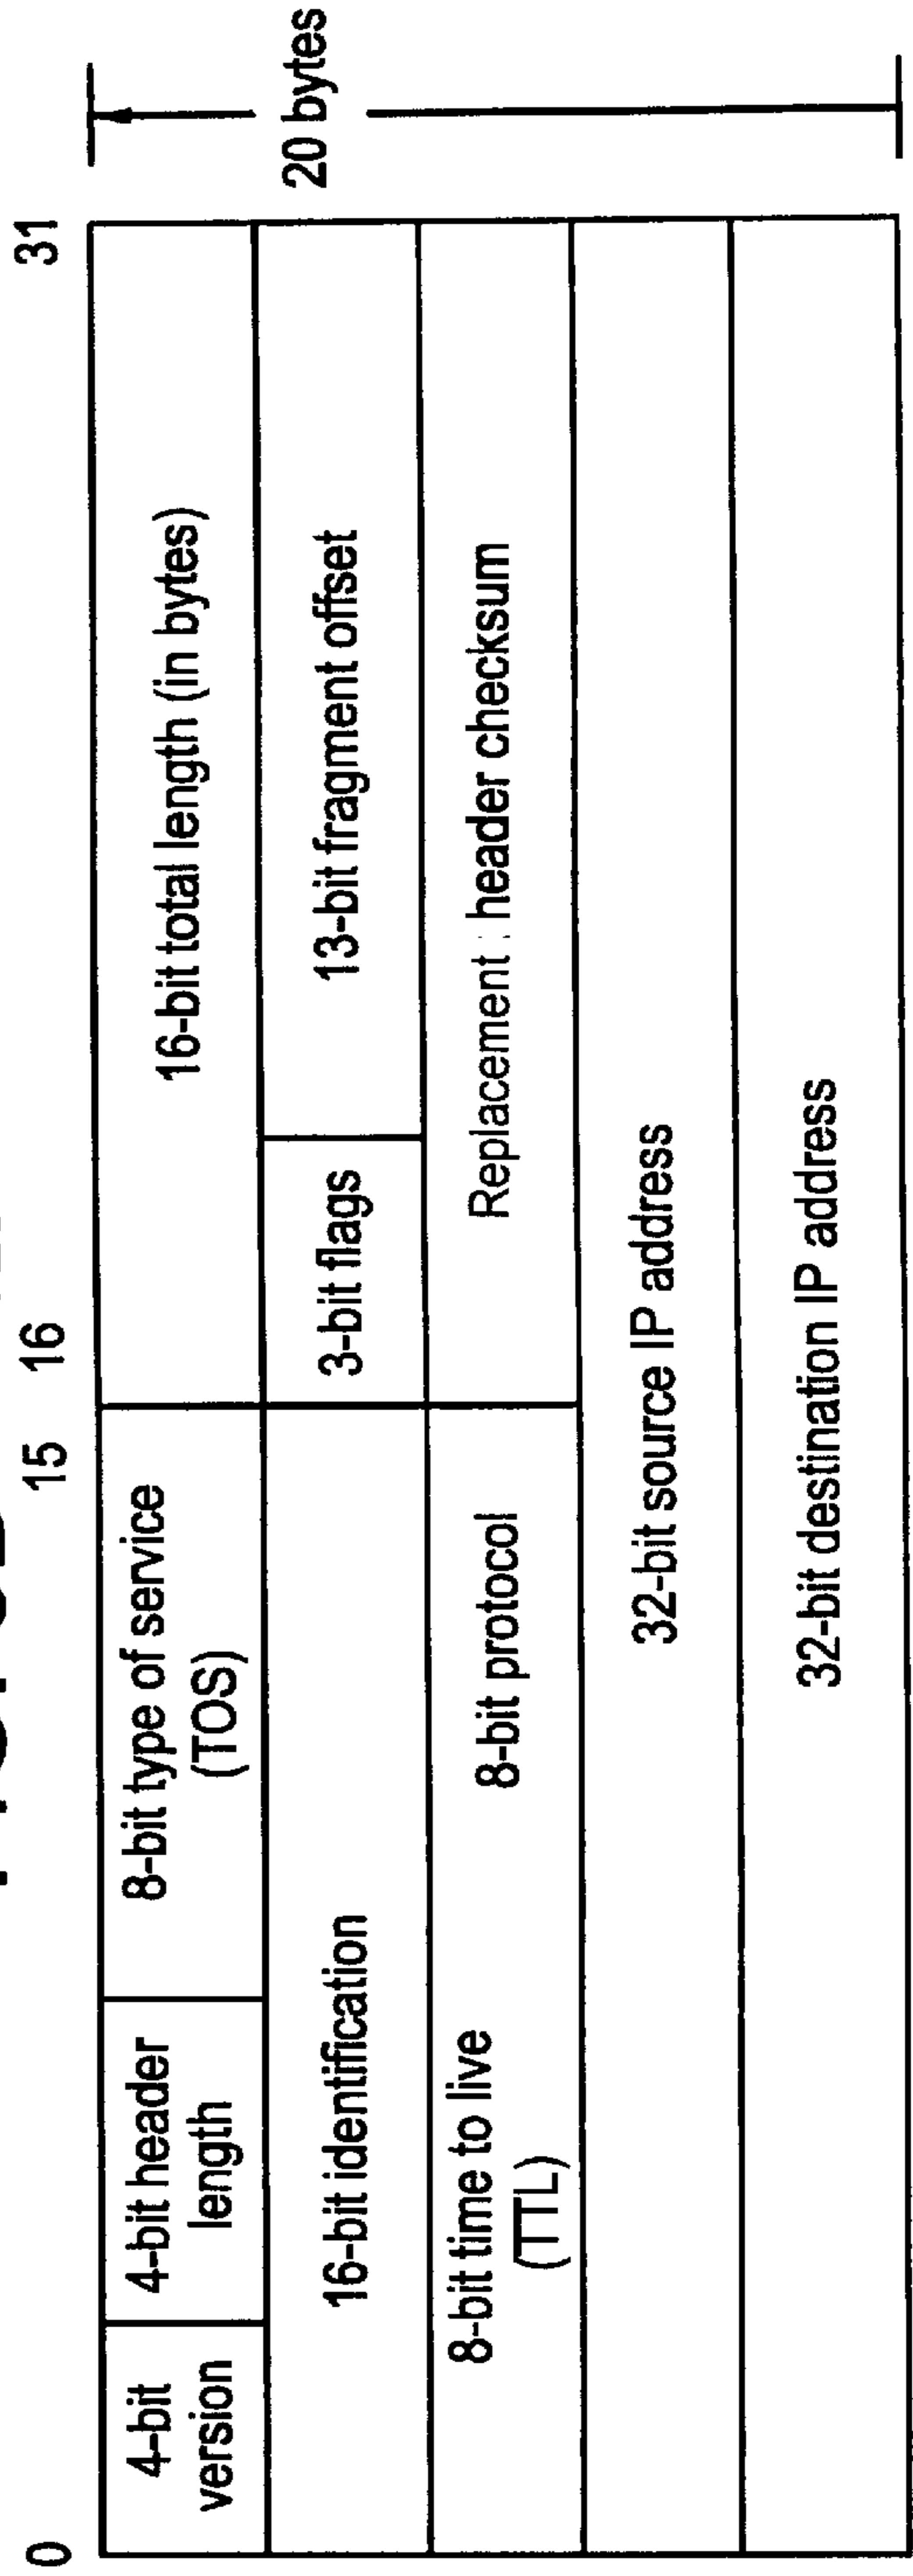 0
15
16
31
4-bit
version
4-bit header
length
8-bit type of service
(TOS)
16-bit total length (in bytes)
16-bit identification
3-bit flags
13-bit fragment offset
8-bit time to live
(TTL)
8-bit protocol
Replacement : header checksum
32-bit source IP address
32-bit destination IP address
20 bytes